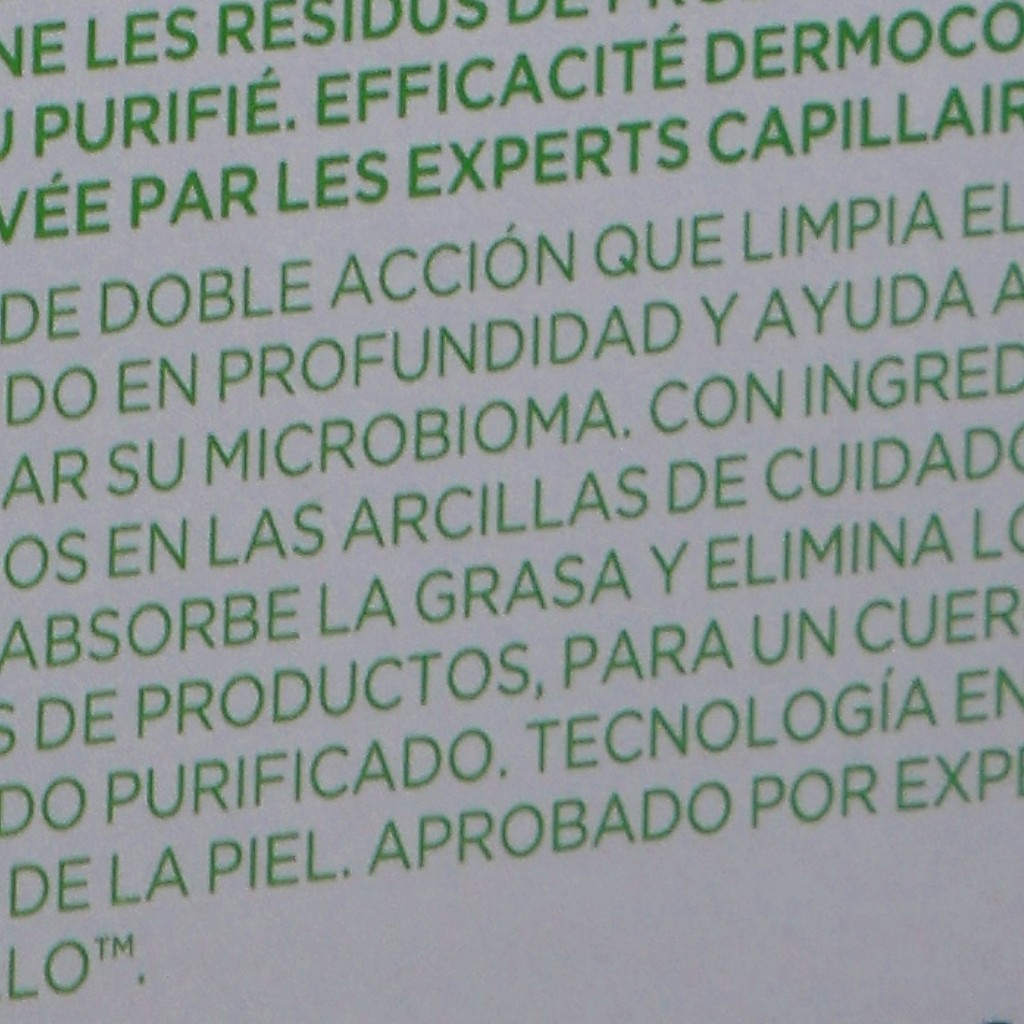 NE LES RÉSIDUS DE
U PURIFIÉ. EFFICACITÉ DERMOCO
VÉE PAR LES EXPERTS CAPILLAIR
DE DOBLE ACCIÓN QUE LIMPIA EL
DO EN PROFUNDIDAD Y AYUDA A
AR SU MICROBIOMA. CON INGRED
OS EN LAS ARCILLAS DE CUIDADO
ABSORBE LA GRASA Y ELIMINA LO
S DE PRODUCTOS, PARA UN CUER
DO PURIFICADO. TECNOLOGÍA EN
DE LA PIEL. APROBADO POR EXPE
LO™.